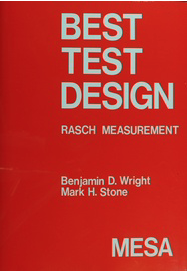 BEST
TEST
DESIGN
RASCH MEASUREMENT
Benjamin D. Wright
Mark H. Stone
MESA